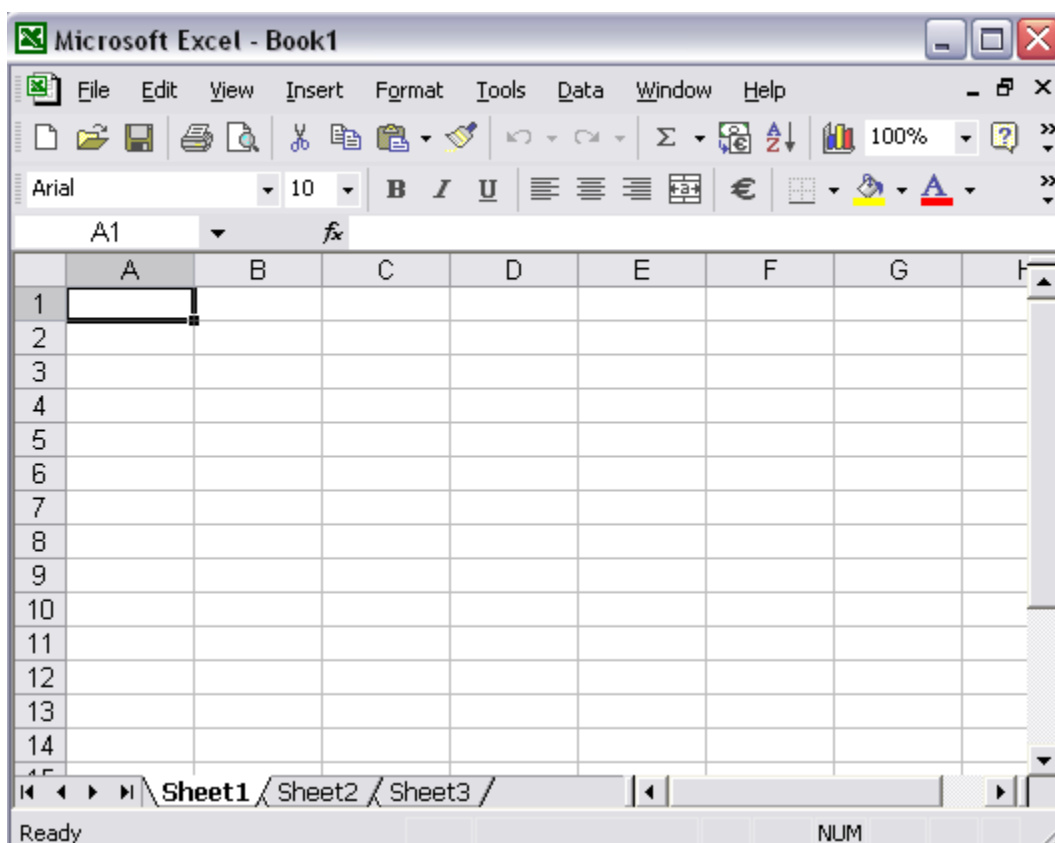 Microsoft Excel - Book1
File Edit View Insert Format Tools Data Window Help
Σ A Z 100% ?
Arial 10 B I U a € A
A1 fx
A B C D E F G
1
2
3
4
5
6
7
8
9
10
11
12
13
14
Sheet1 Sheet2 Sheet3
Ready NUM